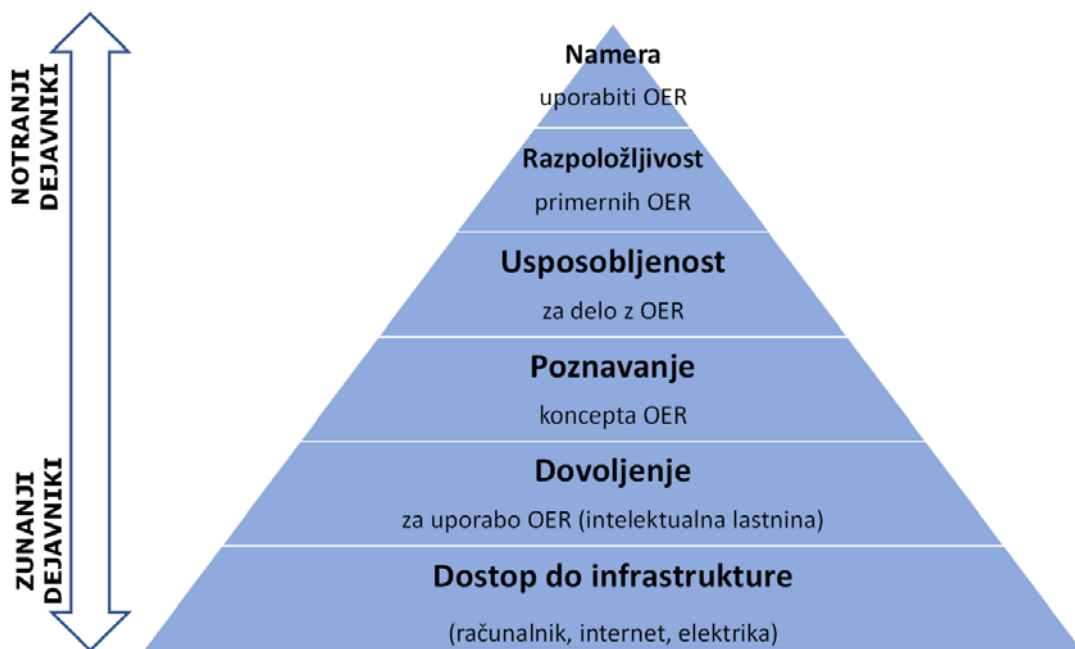 NOTRANJI
DEJAVNIKI
ZUNANJI
DEJAVNIKI
Namera
uporabiti OER
Razpoložljivost
primernih OER
Usposobljenost
za delo z OER
Poznavanje
koncepta OER
Dovoljenje
za uporabo OER (intelektualna lastnina)
Dostop do infrastrukture
(računalnik, internet, elektrika)